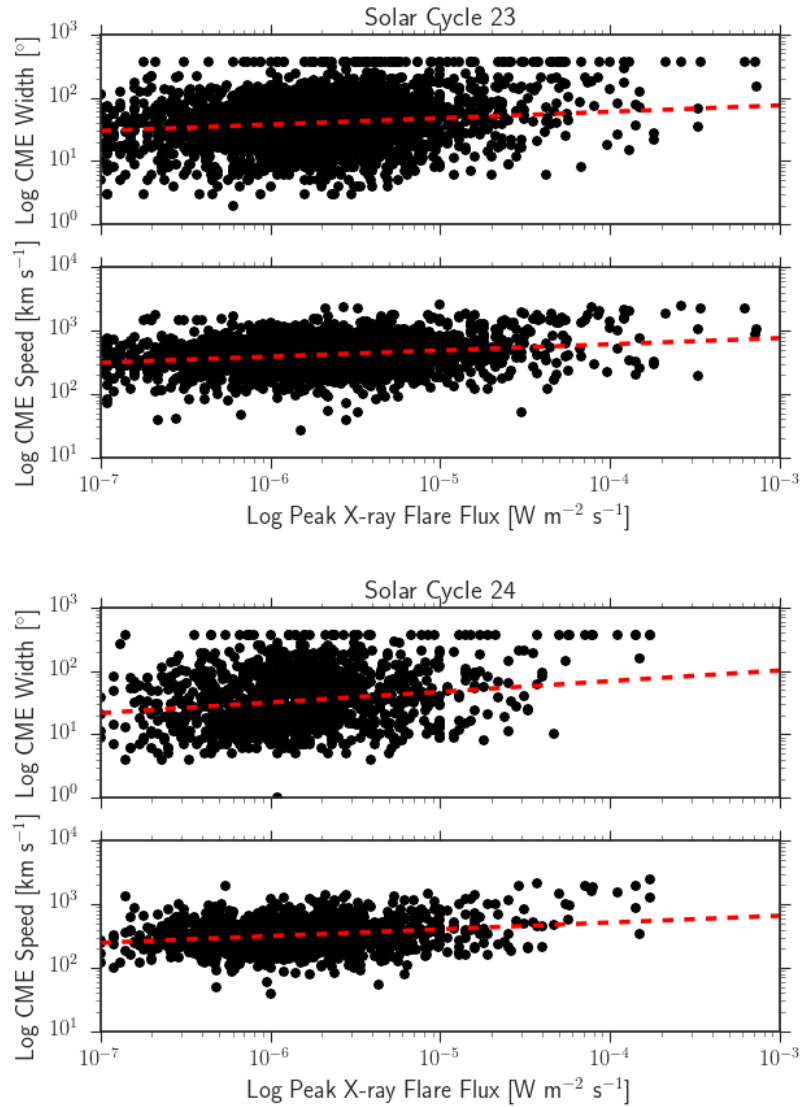 Solar Cycle 23
Log CME Width [°]
10³
10²
10¹
10⁰
Log CME Speed [km s⁻¹]
10⁴
10³
10²
10¹
10⁻⁷ 10⁻⁶ 10⁻⁵ 10⁻⁴ 10⁻³
Log Peak X-ray Flare Flux [W m⁻² s⁻¹]
Solar Cycle 24
Log CME Width [°]
10³
10²
10¹
10⁰
Log CME Speed [km s⁻¹]
10⁴
10³
10²
10¹
10⁻⁷ 10⁻⁶ 10⁻⁵ 10⁻⁴ 10⁻³
Log Peak X-ray Flare Flux [W m⁻² s⁻¹]